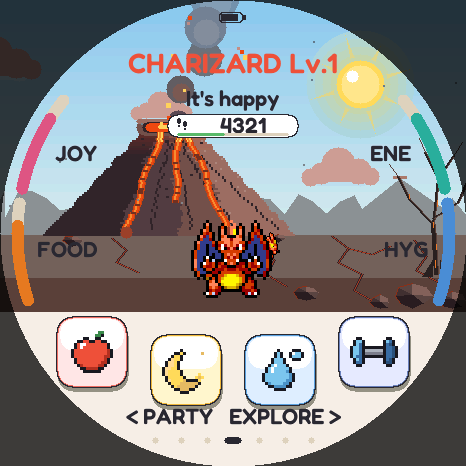 CHARIZARD Lv.1
It's happy
4321
JOY
ENE
FOOD
HYG
< PARTY EXPLORE >